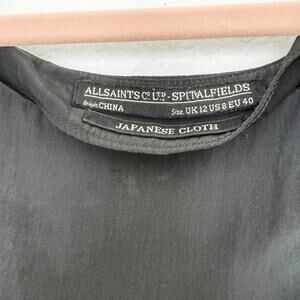 ALLSAINTS CO LTD - SPITALFIELDS
Origin CHINA Size UK 12 US 8 EU 40
JAPANESE CLOTH